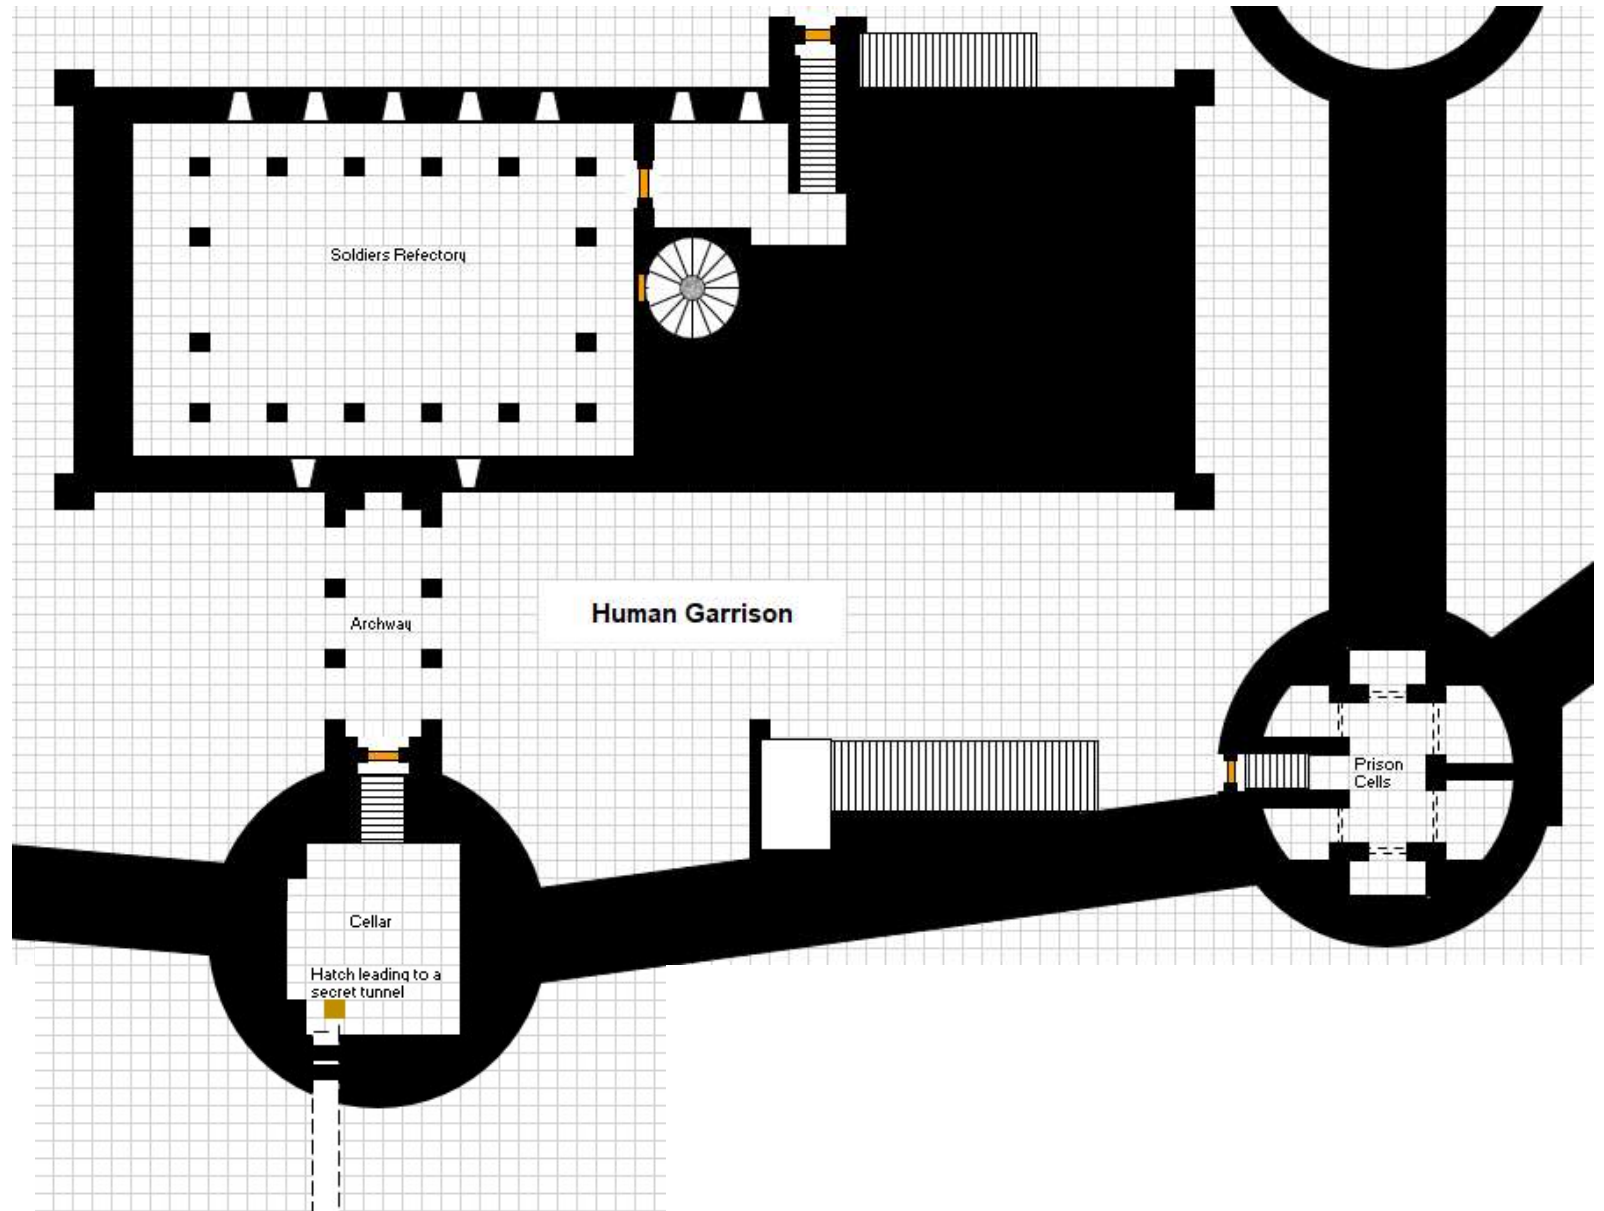 Soldiers Refectory
Human Garrison
Archway
Prison
Cells
Cellar
Hatch leading to a
secret tunnel